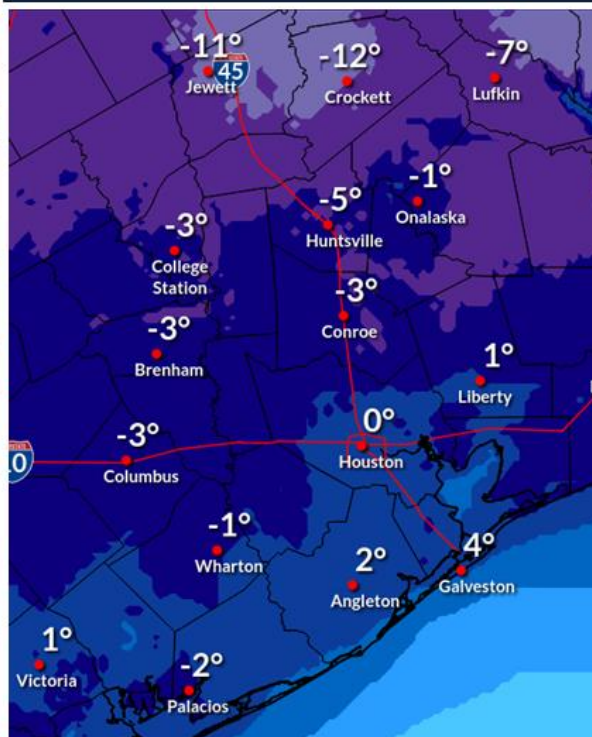 -11°
45
Jewett
-12°
Crockett
-7°
Lufkin
-1°
Onalaska
-5°
Huntsville
-3°
College
Station
-3°
Conroe
-3°
Brenham
1°
Liberty
0°
Houston
-3°
Columbus
10
-1°
Wharton
2°
Angleton
4°
Galveston
1°
Victoria
-2°
Palacios